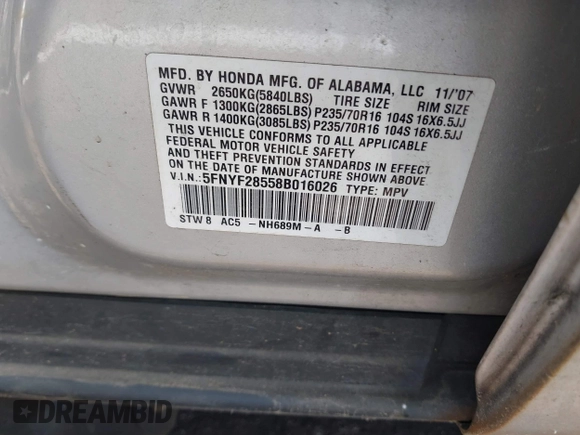 MFD. BY HONDA MFG. OF ALABAMA, LLC 11/'07
GVWR 2650KG(5840LBS) TIRE SIZE RIM SIZE
GAWR F 1300KG(2865LBS) P235/70R16 104S 16X6.5JJ
GAWR R 1400KG(3085LBS) P235/70R16 104S 16X6.5JJ
THIS VEHICLE CONFORMS TO ALL APPLICABLE
FEDERAL MOTOR VEHICLE SAFETY
AND THEFT PREVENTION STANDARDS IN EFFECT
ON THE DATE OF MANUFACTURE SHOWN ABOVE.
V.I.N.: 5FNYF28558B016026 TYPE: MPV
STW 8 AC5 -NH689M-A -B
DREAMBID